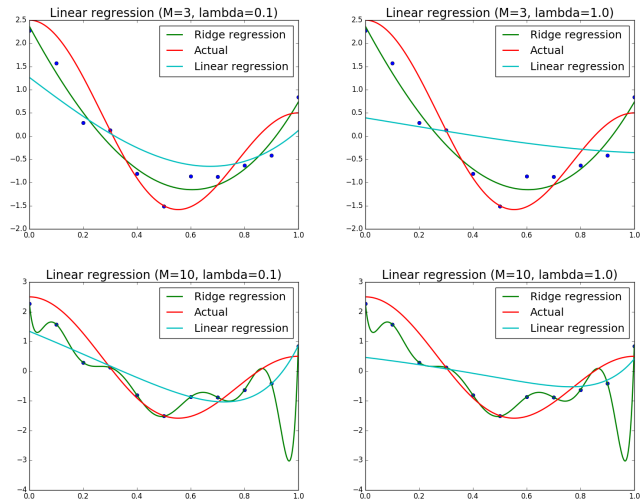 Linear regression (M=3, lambda=0.1)
2.5
2.0
1.5
1.0
0.5
0.0
-0.5
-1.0
-1.5
-2.0
0.0 0.2 0.4 0.6 0.8 1.0
Ridge regression
Actual
Linear regression
Linear regression (M=3, lambda=1.0)
2.5
2.0
1.5
1.0
0.5
0.0
-0.5
-1.0
-1.5
-2.0
0.0 0.2 0.4 0.6 0.8 1.0
Ridge regression
Actual
Linear regression
Linear regression (M=10, lambda=0.1)
3
2
1
0
-1
-2
-3
-4
0.0 0.2 0.4 0.6 0.8 1.0
Ridge regression
Actual
Linear regression
Linear regression (M=10, lambda=1.0)
3
2
1
0
-1
-2
-3
-4
0.0 0.2 0.4 0.6 0.8 1.0
Ridge regression
Actual
Linear regression